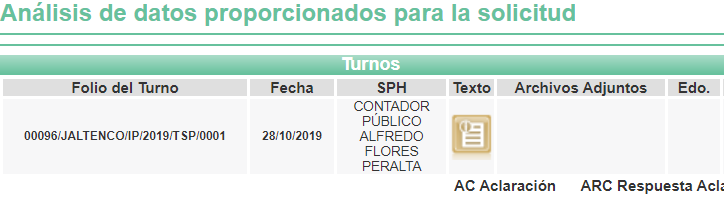 Análisis de datos proporcionados para la solicitud
Turnos
Folio del Turno Fecha SPH Texto Archivos Adjuntos Edo.
00096/JALTENCO/IP/2019/TSP/0001 28/10/2019 CONTADOR
PÚBLICO
ALFREDO
FLORES
PERALTA
AC Aclaración ARC Respuesta Acla